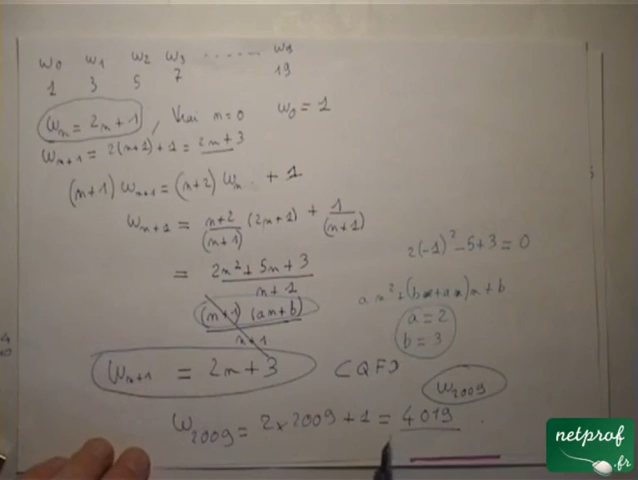 w₀ w₁ w₂ w₃ ...... w₉
1 3 5 7 19
wₙ = 2n+1, Vrai n=0 w₀ = 1
wₙ₊₁ = 2(n+1)+1 = 2n+3
(n+1) wₙ₊₁ = (n+2) wₙ + 1
wₙ₊₁ = n+2/(n+1) (2n+1) + 1/(n+1)
2(-1)² -5+3 = 0
= 2n²+5n+3/n+1
an²+(b+a)n+b
(n+1)(an+b)/n+1
a = 2
b = 3
wₙ₊₁ = 2n+3 CQFD
w₂₀₀₉
w₂₀₀₉ = 2×2009+1 = 4019.
netprof
.fr